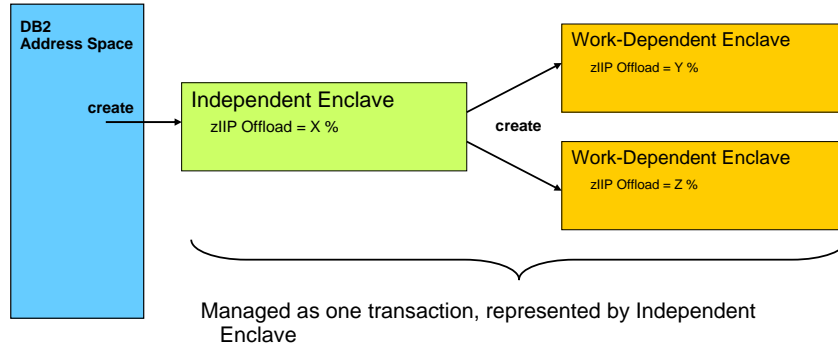 DB2
Address Space
create
Independent Enclave
zIIP Offload = X %
create
Work-Dependent Enclave
zIIP Offload = Y %
Work-Dependent Enclave
zIIP Offload = Z %
Managed as one transaction, represented by Independent
Enclave